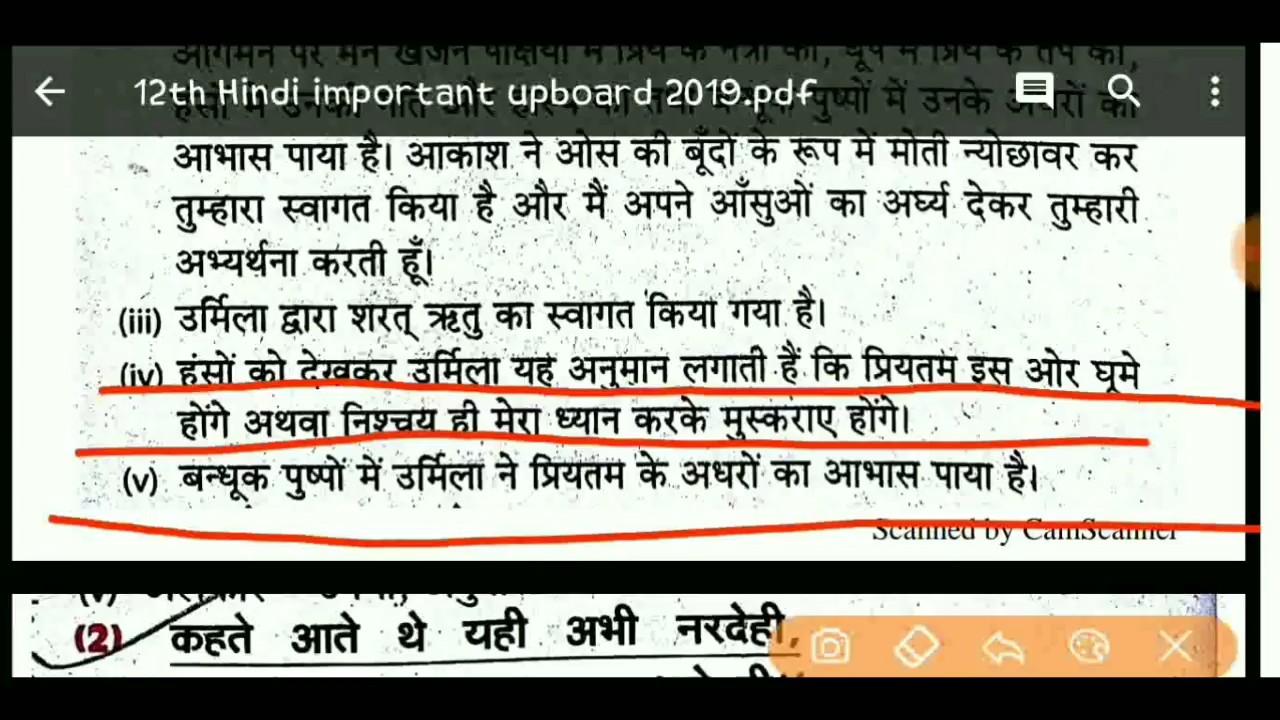 12th Hindi important upboard 2019.pdf
पुष्पों में उनके अधरों का
आभास पाया है। आकाश ने ओस की बूँदों के रूप में मोती न्योछावर कर
तुम्हारा स्वागत किया है और मैं अपने आँसुओं का अर्घ्य देकर तुम्हारी
अभ्यर्थना करती हूँ।
(iii) उर्मिला द्वारा शरत् ऋतु का स्वागत किया गया है।
(iv) हंसों को देखकर उर्मिला यह अनुमान लगाती हैं कि प्रियतम इस ओर घूमे
होंगे अथवा निश्चय ही मेरा ध्यान करके मुस्कराए होंगे।
(v) बन्धूक पुष्पों में उर्मिला ने प्रियतम के अधरों का आभास पाया है।
Scanned by CamScanner
(2) कहते आते थे यही अभी नरदेही,